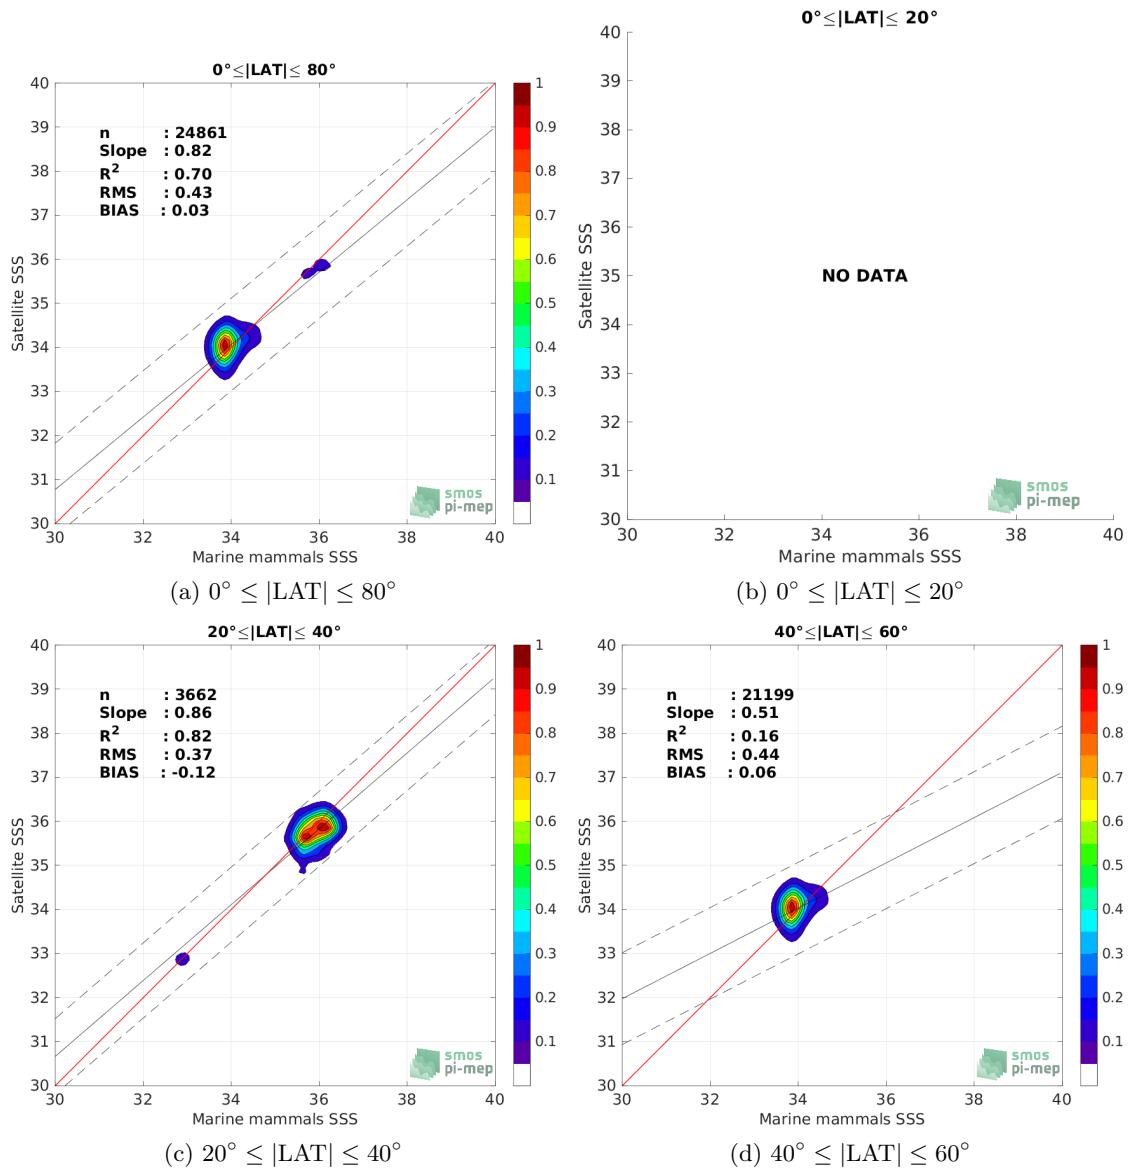 0°≤|LAT|≤ 80°
40
39
38
37
36
35
34
33
32
31
30
Satellite SSS
n : 24861
Slope : 0.82
R² : 0.70
RMS : 0.43
BIAS : 0.03
smos
pi-mep
30 32 34 36 38 40
Marine mammals SSS
1
0.9
0.8
0.7
0.6
0.5
0.4
0.3
0.2
0.1
(a) 0° ≤ |LAT| ≤ 80°
0°≤|LAT|≤ 20°
40
39
38
37
36
35
34
33
32
31
30
Satellite SSS
NO DATA
smos
pi-mep
30 32 34 36 38 40
Marine mammals SSS
(b) 0° ≤ |LAT| ≤ 20°
20°≤|LAT|≤ 40°
40
39
38
37
36
35
34
33
32
31
30
Satellite SSS
n : 3662
Slope : 0.86
R² : 0.82
RMS : 0.37
BIAS : -0.12
smos
pi-mep
30 32 34 36 38 40
Marine mammals SSS
1
0.9
0.8
0.7
0.6
0.5
0.4
0.3
0.2
0.1
(c) 20° ≤ |LAT| ≤ 40°
40°≤|LAT|≤ 60°
40
39
38
37
36
35
34
33
32
31
30
Satellite SSS
n : 21199
Slope : 0.51
R² : 0.16
RMS : 0.44
BIAS : 0.06
smos
pi-mep
30 32 34 36 38 40
Marine mammals SSS
1
0.9
0.8
0.7
0.6
0.5
0.4
0.3
0.2
0.1
(d) 40° ≤ |LAT| ≤ 60°